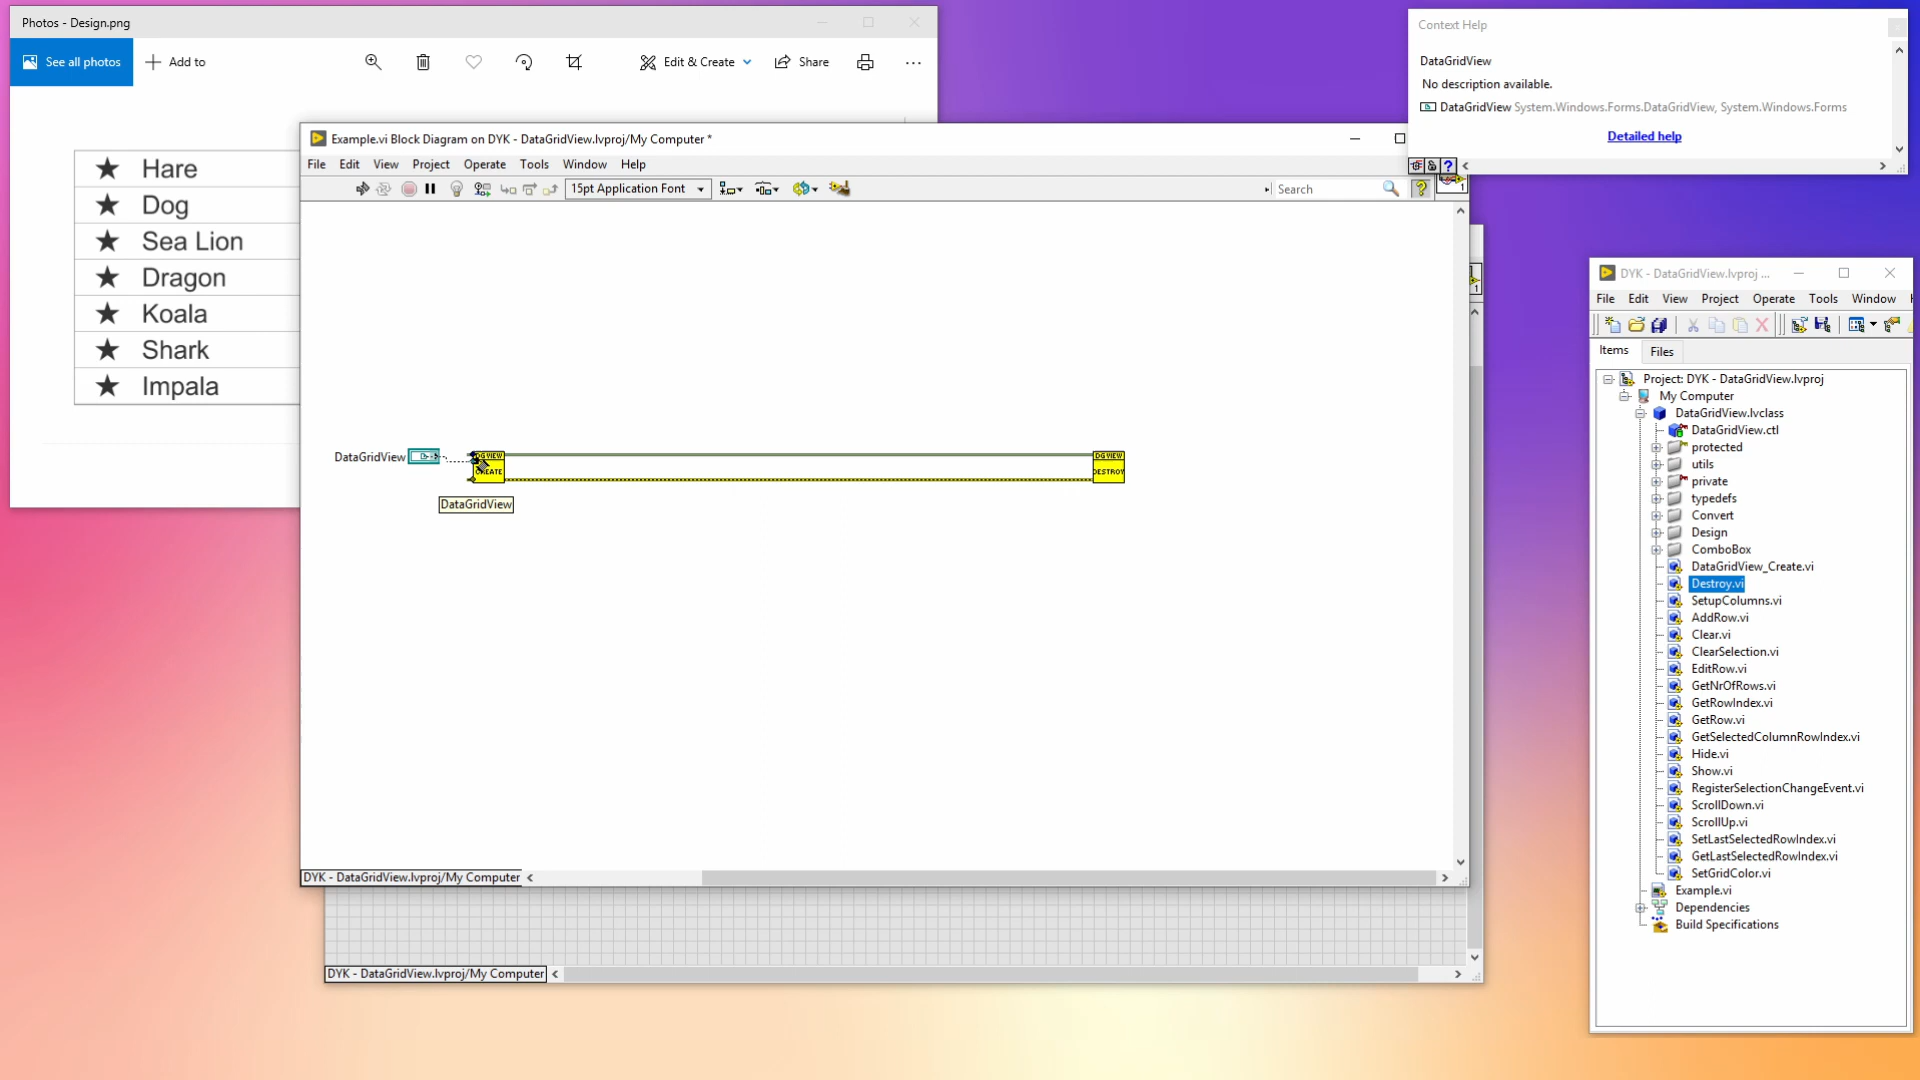 Photos - Design.png
See all photos
Add to
Edit & Create
Share
Hare
Dog
Sea Lion
Dragon
Koala
Shark
Impala
Example.vi Block Diagram on DYK - DataGridView.lvproj/My Computer *
File Edit View Project Operate Tools Window Help
15pt Application Font
Search
DataGridView
DG VIEW
CREATE
DG VIEW
DESTROY
DataGridView
DYK - DataGridView.lvproj/My Computer
DYK - DataGridView.lvproj/My Computer
Context Help
DataGridView
No description available.
DataGridView System.Windows.Forms.DataGridView, System.Windows.Forms
Detailed help
DYK - DataGridView.lvproj ...
File Edit View Project Operate Tools Window
Items Files
Project: DYK - DataGridView.lvproj
My Computer
DataGridView.lvclass
DataGridView.ctl
protected
utils
private
typedefs
Convert
Design
ComboBox
DataGridView_Create.vi
Destroy.vi
SetupColumns.vi
AddRow.vi
Clear.vi
ClearSelection.vi
EditRow.vi
GetNrOfRows.vi
GetRowIndex.vi
GetRow.vi
GetSelectedColumnRowIndex.vi
Hide.vi
Show.vi
RegisterSelectionChangeEvent.vi
ScrollDown.vi
ScrollUp.vi
SetLastSelectedRowIndex.vi
GetLastSelectedRowIndex.vi
SetGridColor.vi
Example.vi
Dependencies
Build Specifications